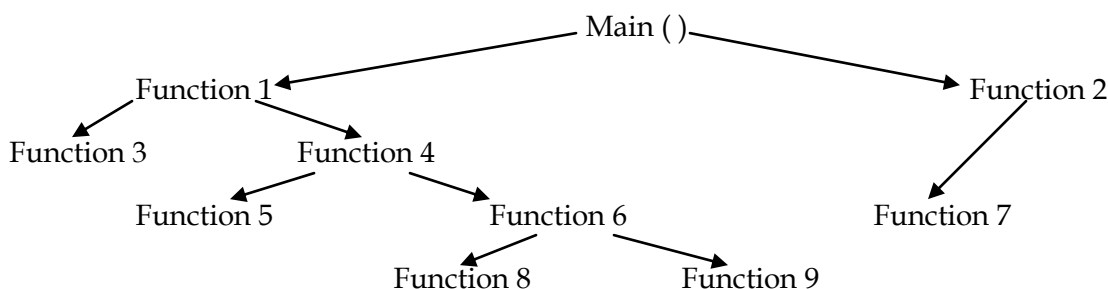 Main ( )
Function 1 Function 2
Function 3 Function 4
Function 5 Function 6 Function 7
Function 8 Function 9